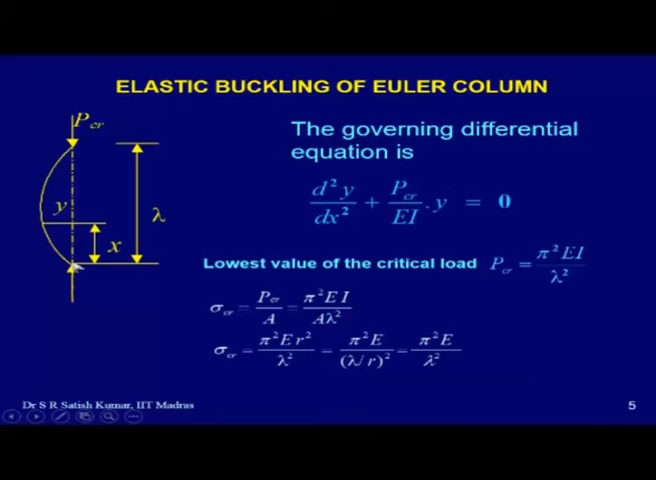 ELASTIC BUCKLING OF EULER COLUMN
P_cr
y
x
λ
The governing differential
equation is
d²y/dx² + P_cr/EI . y = 0
Lowest value of the critical load P_cr = π²EI/λ²
σ_cr = P_cr/A = π²EI/Aλ²
σ_cr = π²Er²/λ² = π²E/(λ/r)² = π²E/λ²
Dr S R Satish Kumar, IIT Madras
5